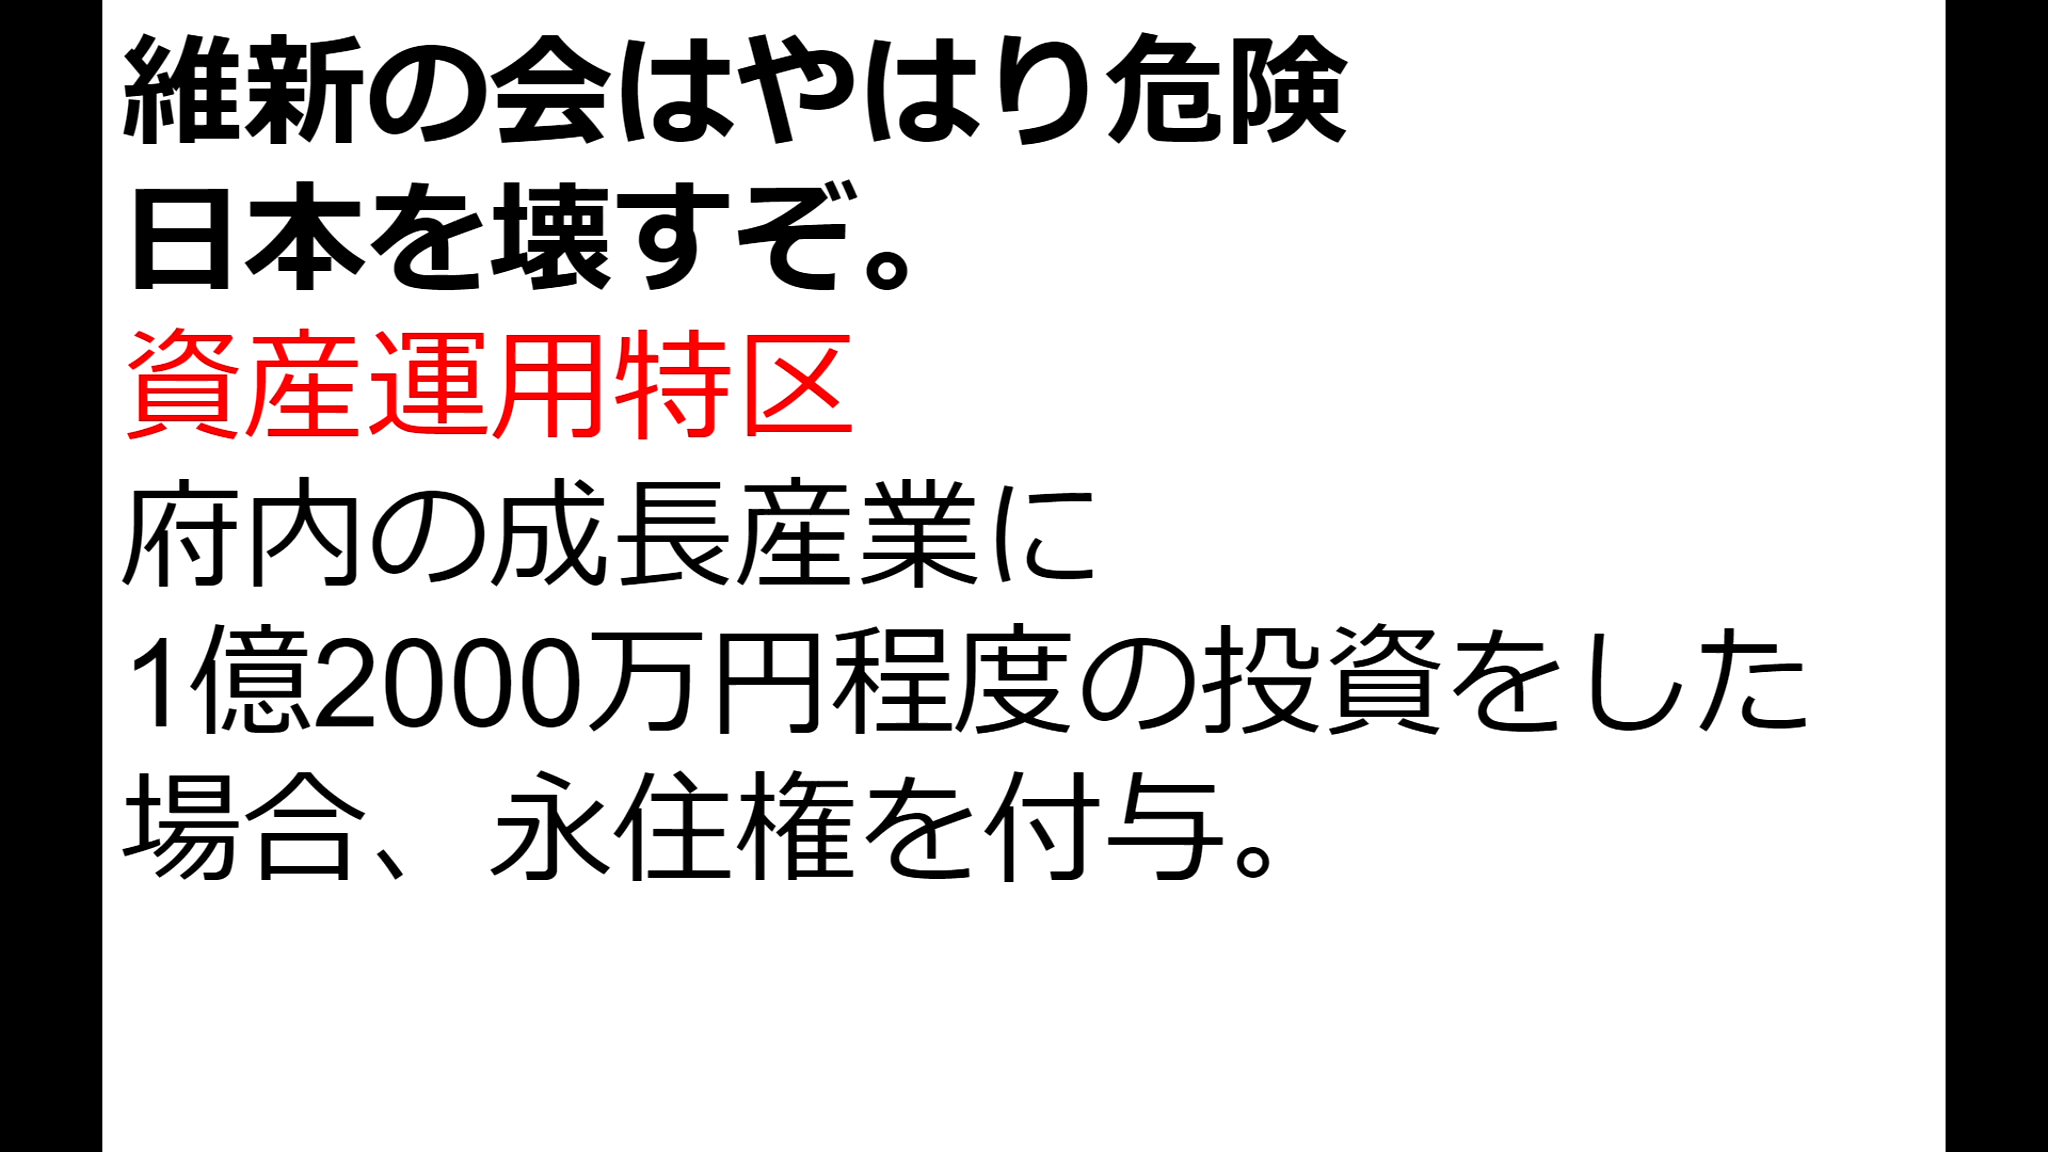 維新の会はやはり危険
日本を壊すぞ。
資産運用特区
府内の成長産業に
1億2000万円程度の投資をした
場合、永住権を付与。